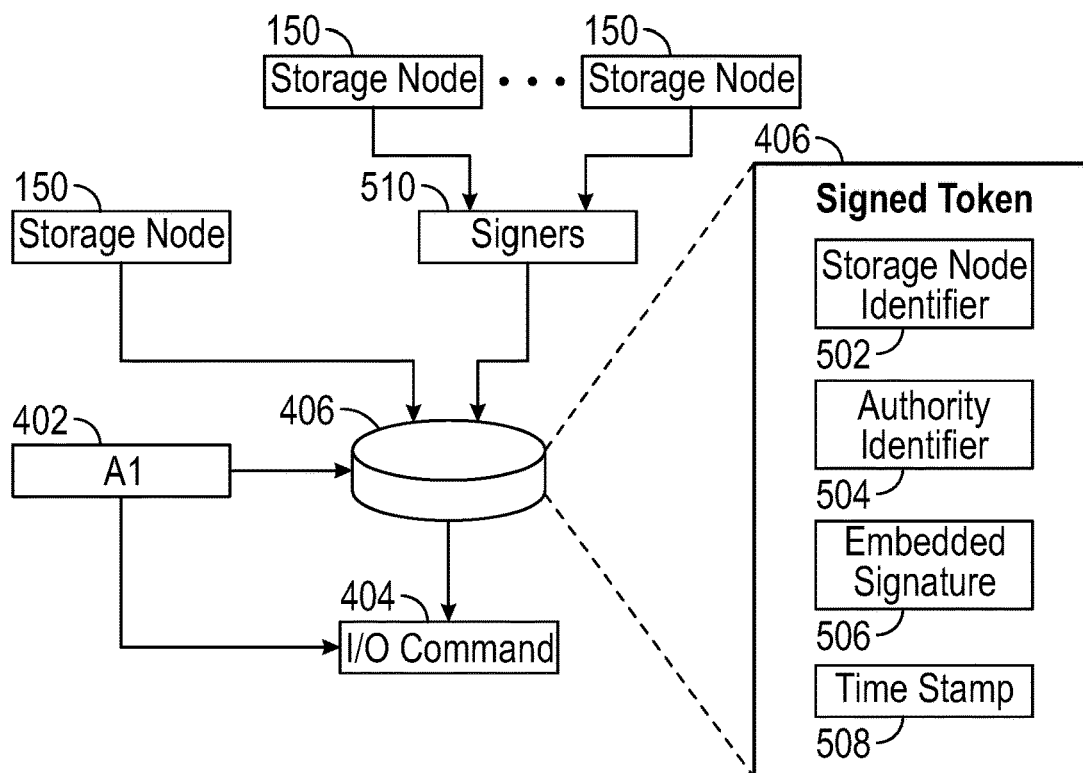 150
150
Storage Node
• • •
Storage Node
406
150
510
Signed Token
Storage Node
Signers
Storage Node
Identifier
502
402
406
Authority
Identifier
A1
504
Embedded
Signature
404
506
I/O Command
Time Stamp
508